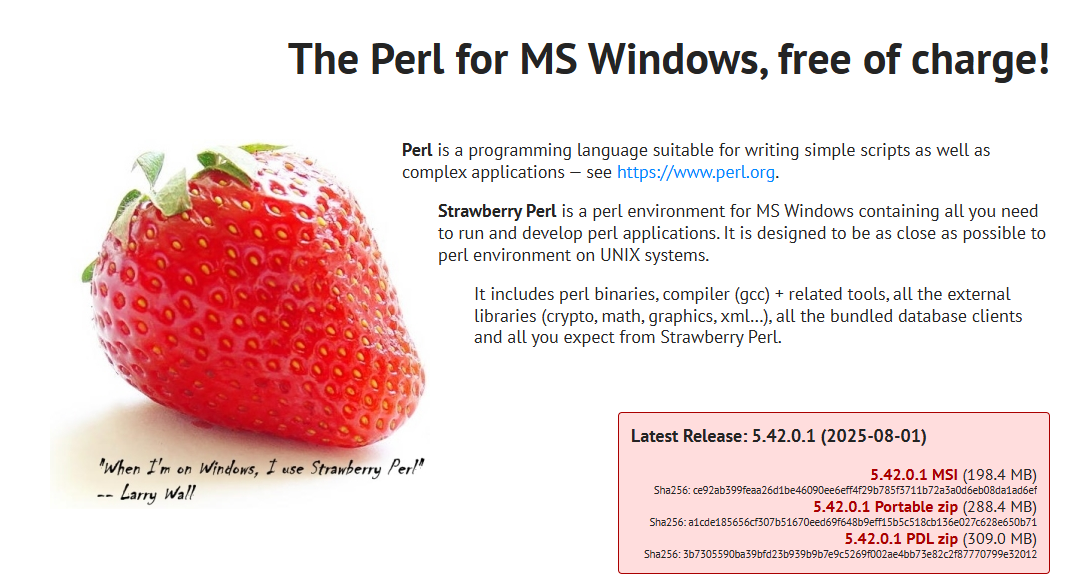 The Perl for MS Windows, free of charge!
Perl is a programming language suitable for writing simple scripts as well as
complex applications — see https://www.perl.org.
Strawberry Perl is a perl environment for MS Windows containing all you need
to run and develop perl applications. It is designed to be as close as possible to
perl environment on UNIX systems.
It includes perl binaries, compiler (gcc) + related tools, all the external
libraries (crypto, math, graphics, xml...), all the bundled database clients
and all you expect from Strawberry Perl.
"When I'm on Windows, I use Strawberry Perl"
-- Larry Wall
Latest Release: 5.42.0.1 (2025-08-01)
5.42.0.1 MSI (198.4 MB)
Sha256: ce92ab399feaa26d1be46090ee6eff4f29b785f3711b72a3a0d6eb08da1ad6ef
5.42.0.1 Portable zip (288.4 MB)
Sha256: a1cde185656cf307b51670eed69f648b9eff15b5c518cb136e027c628e650b71
5.42.0.1 PDL zip (309.0 MB)
Sha256: 3b7305590ba39bfd23b939b9b7e9c5269f002ae4bb73e82c2f87770799e32012